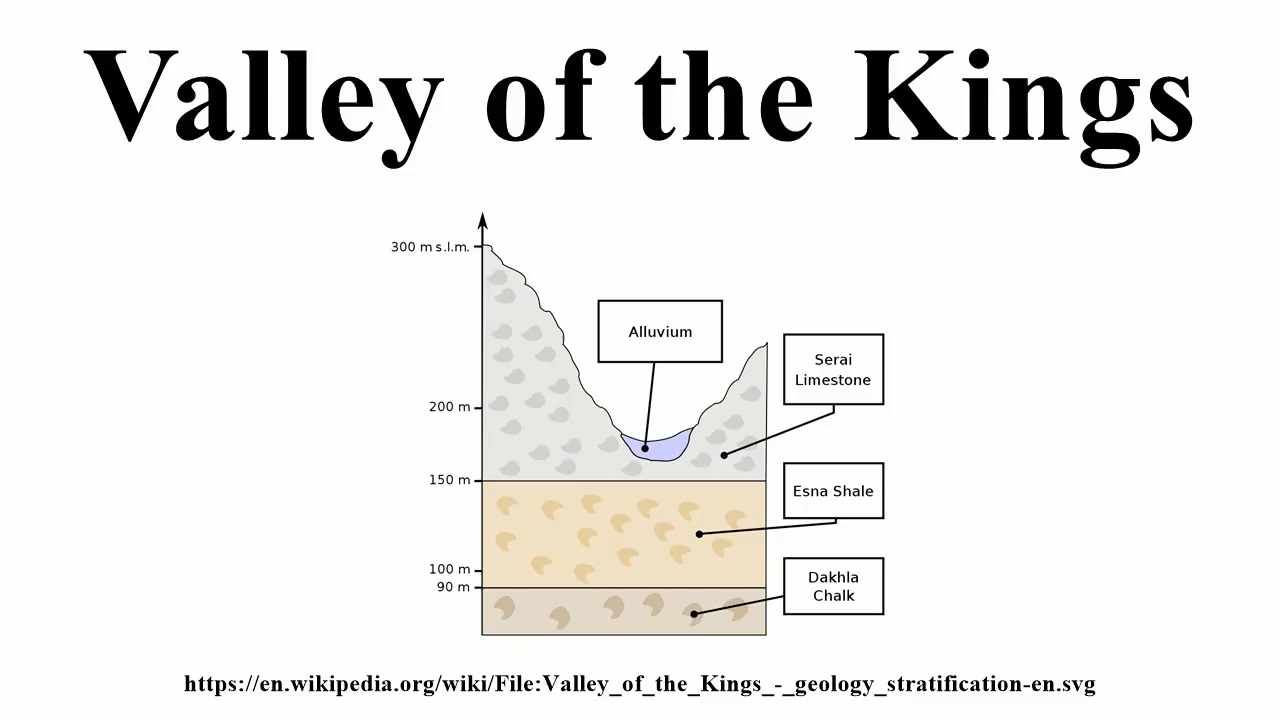 Valley of the Kings
300 m s.l.m.
Alluvium
Serai
Limestone
200 m
150 m
Esna Shale
100 m
90 m
Dakhla
Chalk
https://en.wikipedia.org/wiki/File:Valley_of_the_Kings_-_geology_stratification-en.svg